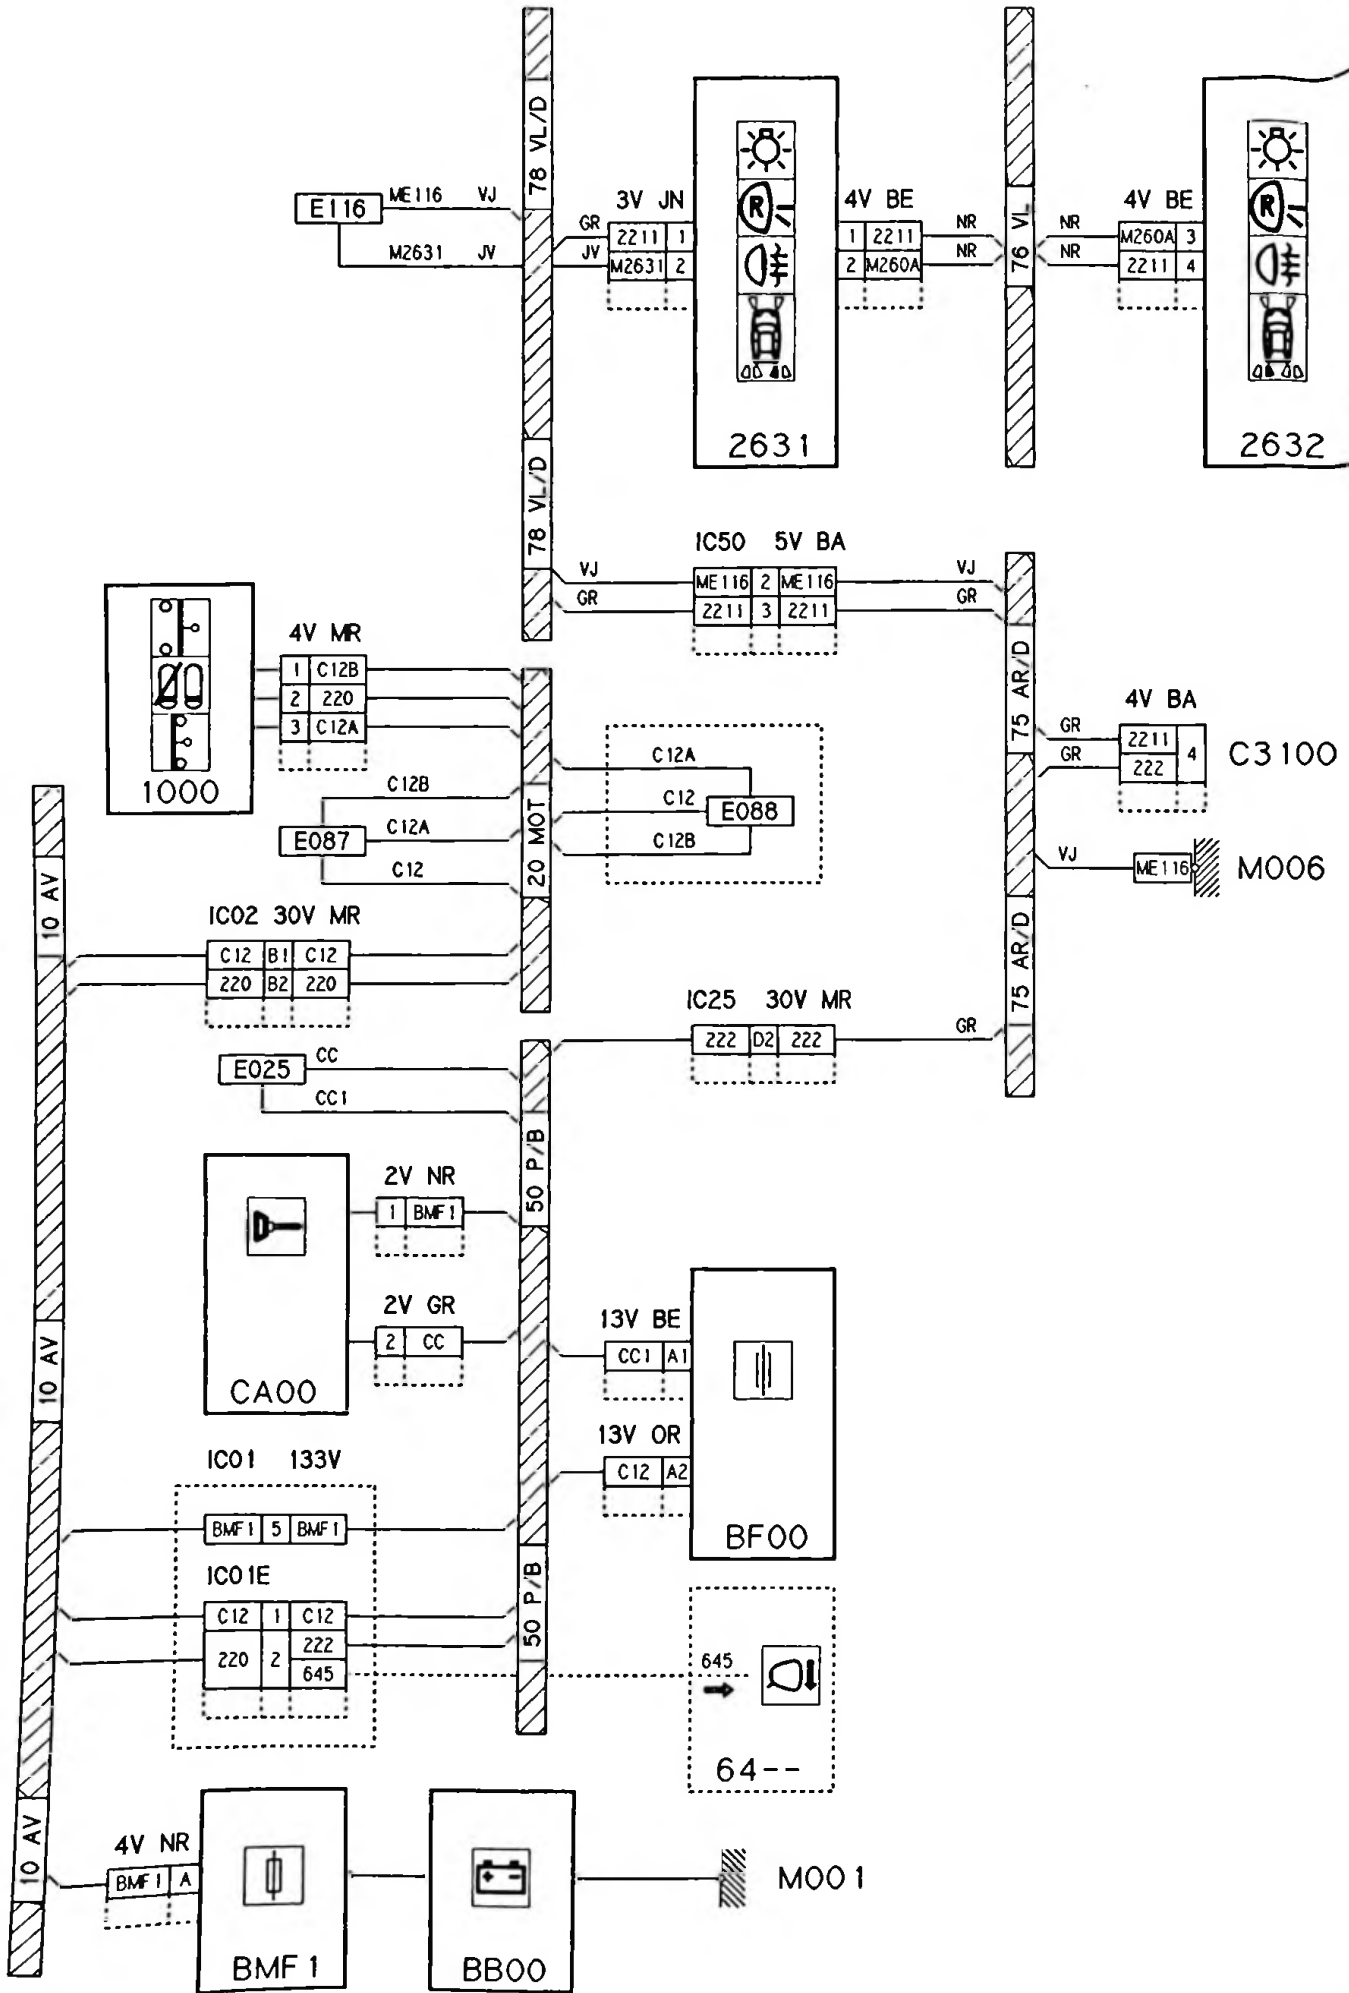 78 VL/D
E116 ME116 VJ
M2631 JV
3V JN
GR 2211 1
JV M2631 2
R
2631
4V BE
1 2211 NR
2 M260A NR
76 VL
4V BE
NR M260A 3
NR 2211 4
R
2632
78 VL/D
IC50 5V BA
VJ ME116 2 ME116 VJ
GR 2211 3 2211 GR
1000
4V MR
1 C12B
2 220
3 C12A
C12B
E087 C12A
C12
20 MOT
C12A
C12 E088
C12B
75 AR/D
4V BA
GR 2211
GR 222
4
C3100
VJ ME116 M006
75 AR/D
10 AV
IC02 30V MR
C12 B1 C12
220 B2 220
IC25 30V MR
222 D2 222 GR
E025 CC
CC1
50 P/B
2V NR
1 BMF1
2V GR
2 CC
CA00
10 AV
13V BE
CC1 A1
13V OR
C12 A2
BF00
IC01 133V
BMF1 5 BMF1
IC01E
C12 1 C12
220 2 222
645
50 P/B
645
64--
10 AV
4V NR
BMF1 A
BMF1
+ -
BB00
M001